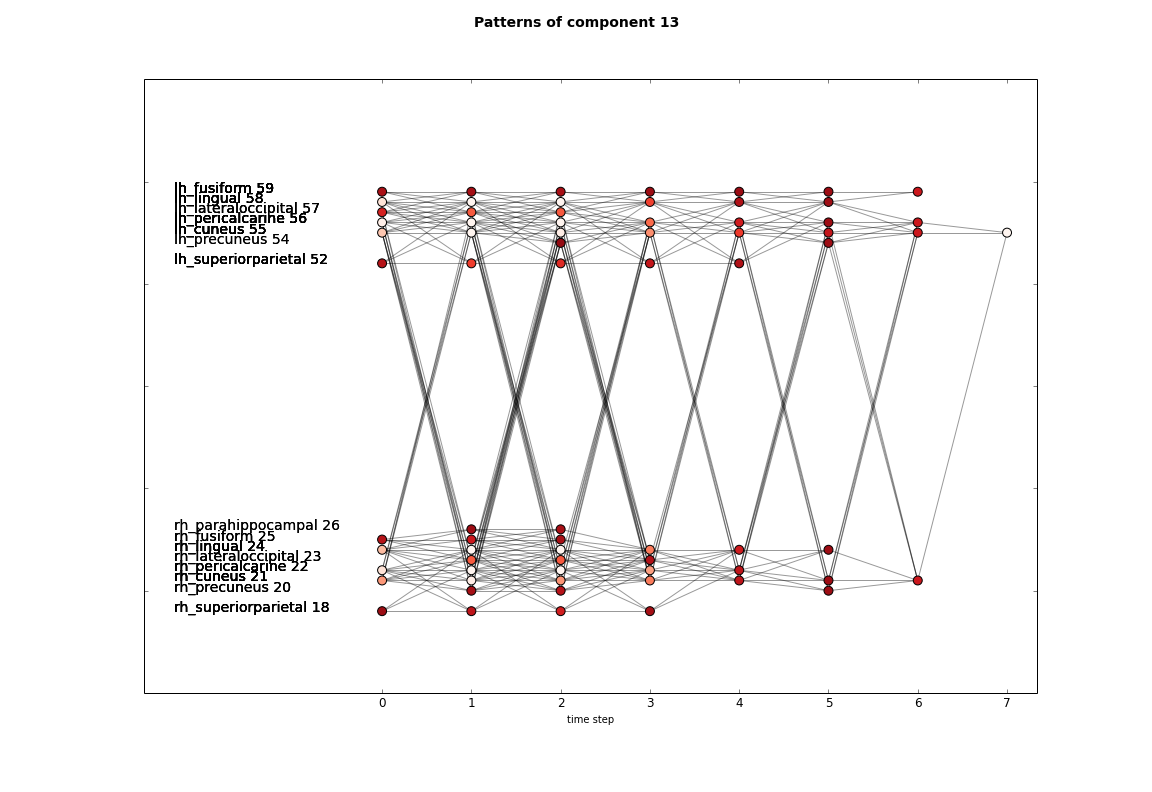 Patterns of component 13
lh_fusiform 59
lh_lingual 58
lh_lateraloccipital 57
lh_pericalcarine 56
lh_cuneus 55
lh_precuneus 54
lh_superiorparietal 52
rh_parahippocampal 26
rh_fusiform 25
rh_lingual 24
rh_lateraloccipital 23
rh_pericalcarine 22
rh_cuneus 21
rh_precuneus 20
rh_superiorparietal 18
0 1 2 3 4 5 6 7
time step